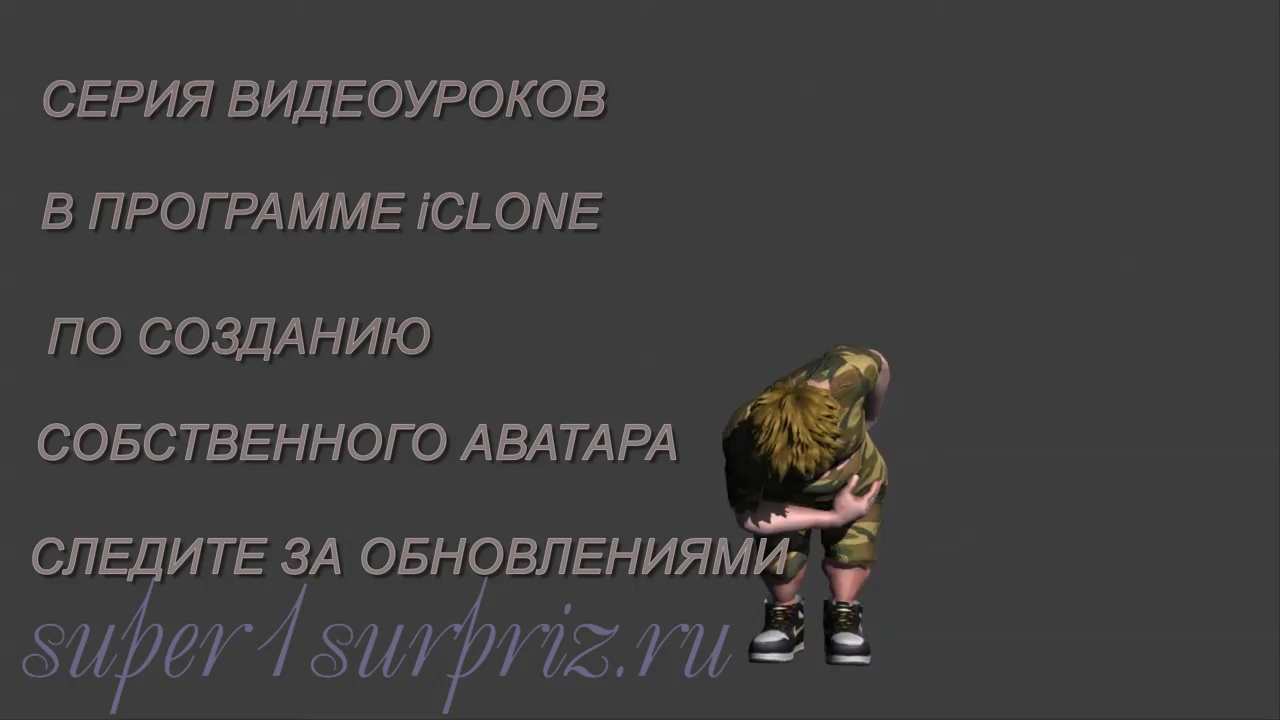 СЕРИЯ ВИДЕОУРОКОВ
В ПРОГРАММЕ iCLONE
ПО СОЗДАНИЮ
СОБСТВЕННОГО АВАТАРА
СЛЕДИТЕ ЗА ОБНОВЛЕНИЯМИ
super1surpriz.ru